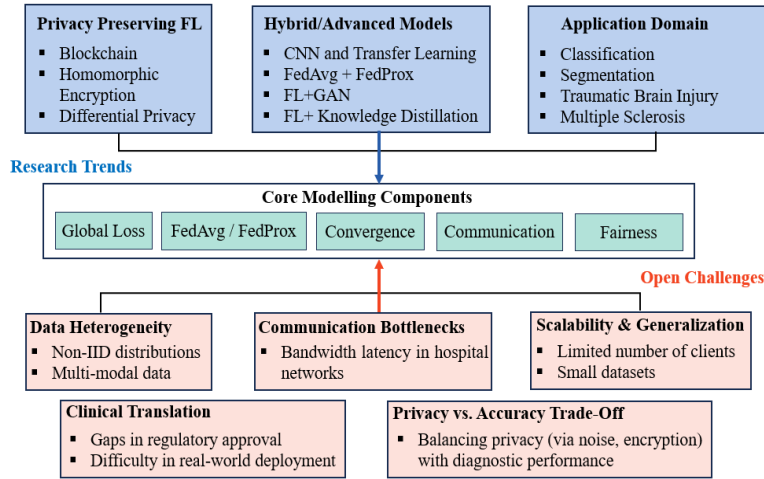 Privacy Preserving FL
▪ Blockchain
▪ Homomorphic
Encryption
▪ Differential Privacy
Hybrid/Advanced Models
▪ CNN and Transfer Learning
▪ FedAvg + FedProx
▪ FL+GAN
▪ FL+ Knowledge Distillation
Application Domain
▪ Classification
▪ Segmentation
▪ Traumatic Brain Injury
▪ Multiple Sclerosis
Research Trends
Core Modelling Components
Global Loss
FedAvg / FedProx
Convergence
Communication
Fairness
Open Challenges
Data Heterogeneity
▪ Non-IID distributions
▪ Multi-modal data
Communication Bottlenecks
▪ Bandwidth latency in hospital
networks
Scalability & Generalization
▪ Limited number of clients
▪ Small datasets
Clinical Translation
▪ Gaps in regulatory approval
▪ Difficulty in real-world deployment
Privacy vs. Accuracy Trade-Off
▪ Balancing privacy (via noise, encryption)
with diagnostic performance